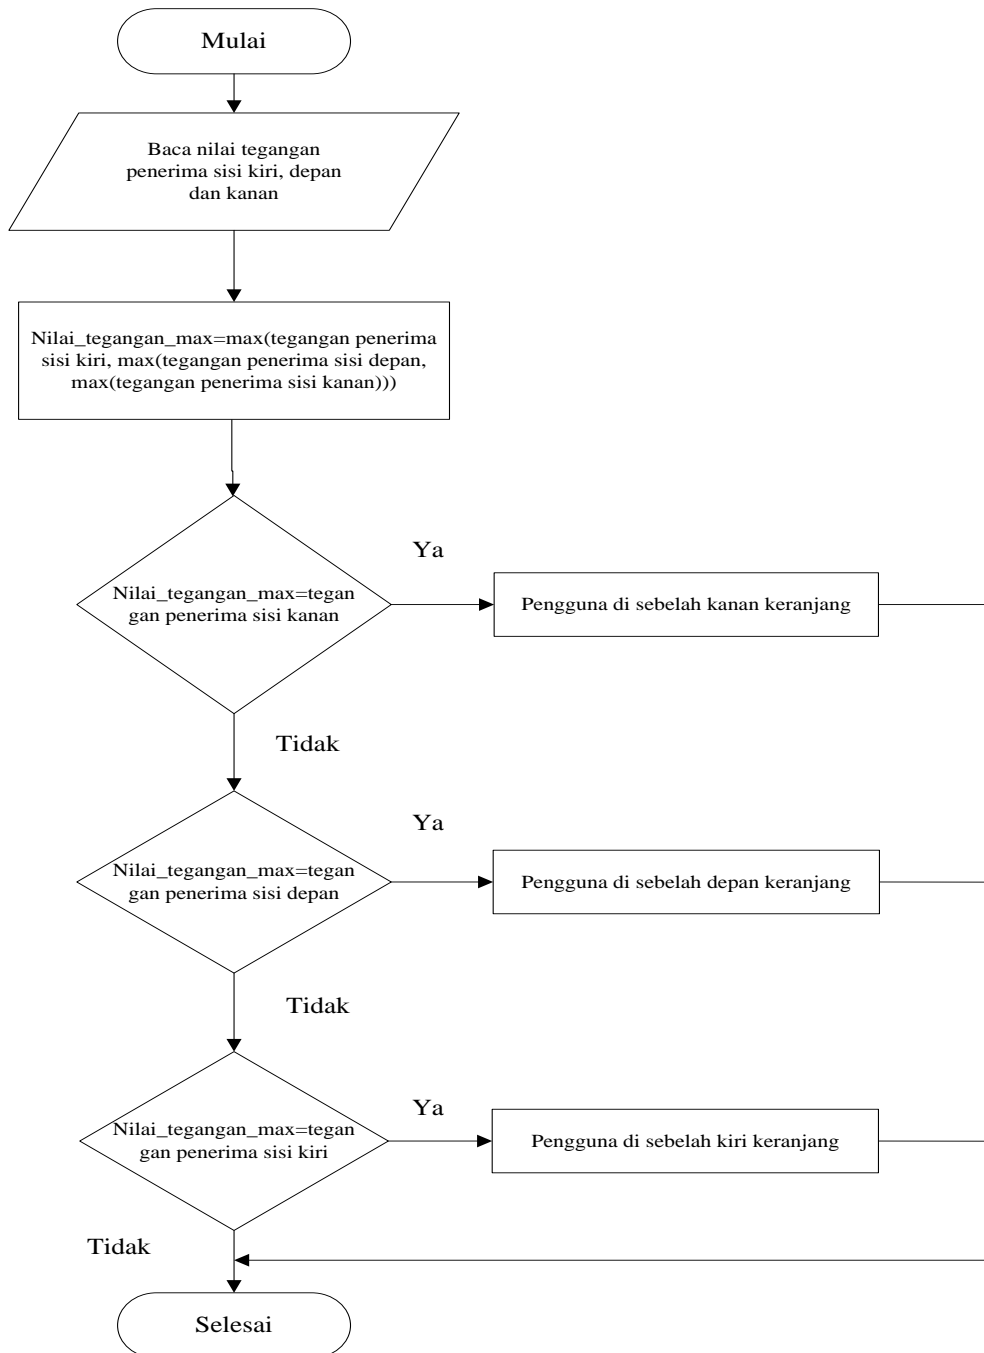 Mulai
Baca nilai tegangan
penerima sisi kiri, depan
dan kanan
Nilai_tegangan_max=max(tegangan penerima
sisi kiri, max(tegangan penerima sisi depan,
max(tegangan penerima sisi kanan)))
Nilai_tegangan_max=tegan
gan penerima sisi kanan
Ya
Pengguna di sebelah kanan keranjang
Tidak
Nilai_tegangan_max=tegan
gan penerima sisi depan
Ya
Pengguna di sebelah depan keranjang
Tidak
Nilai_tegangan_max=tegan
gan penerima sisi kiri
Ya
Pengguna di sebelah kiri keranjang
Tidak
Selesai